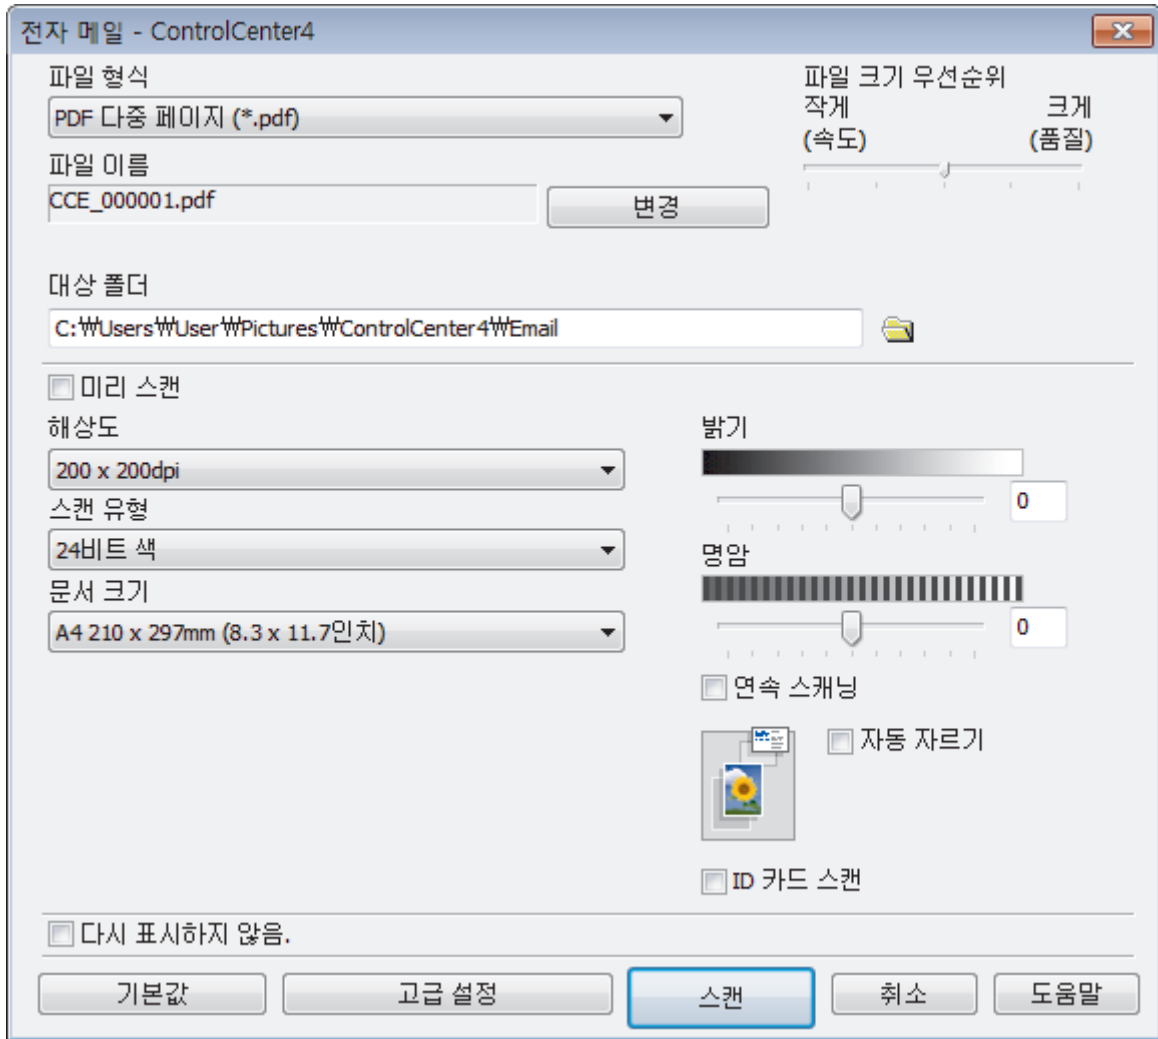 전자 메일 - ControlCenter4
파일 형식
PDF 다중 페이지 (*.pdf)
파일 크기 우선순위
작게 크게
(속도) (품질)
파일 이름
CCE_000001.pdf
변경
대상 폴더
C:₩Users₩User₩Pictures₩ControlCenter4₩Email
미리 스캔
해상도
200 x 200dpi
스캔 유형
24비트 색
문서 크기
A4 210 x 297mm (8.3 x 11.7인치)
밝기
0
명암
0
연속 스캐닝
자동 자르기
ID 카드 스캔
다시 표시하지 않음.
기본값 고급 설정 스캔 취소 도움말